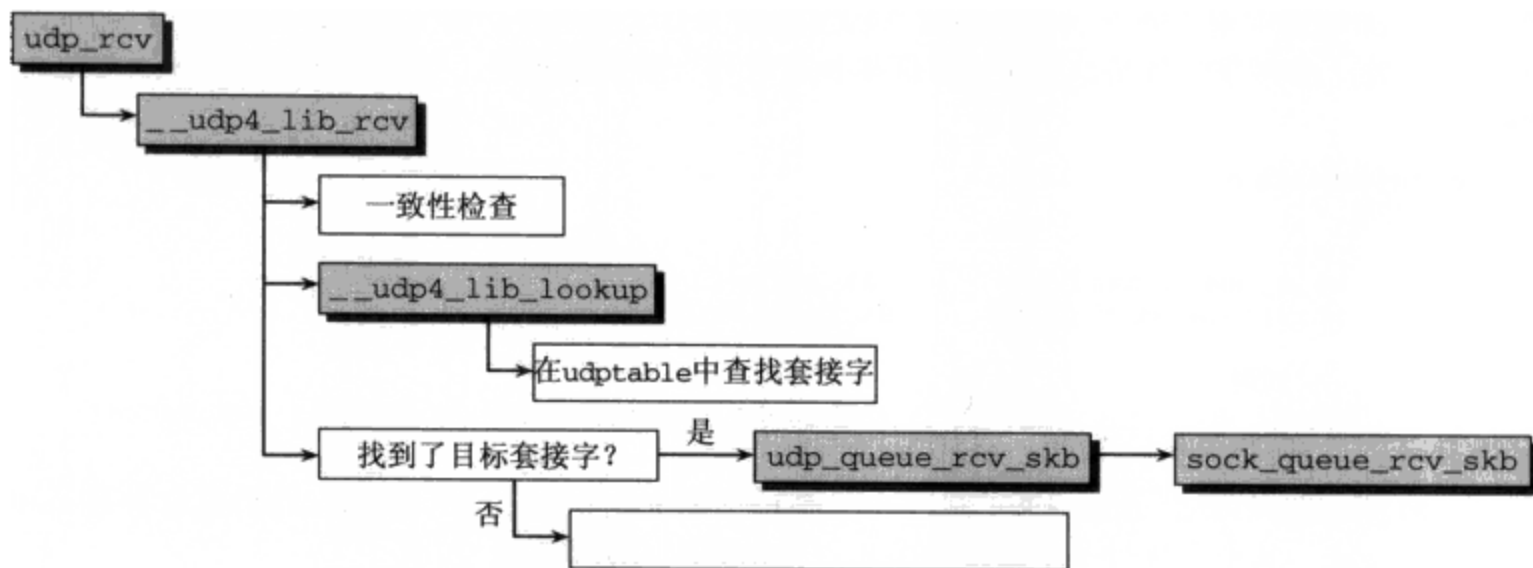 udp_rcv
__udp4_lib_rcv
一致性检查
__udp4_lib_lookup
在udptable中查找套接字
找到了目标套接字?
是
udp_queue_rcv_skb
sock_queue_rcv_skb
否